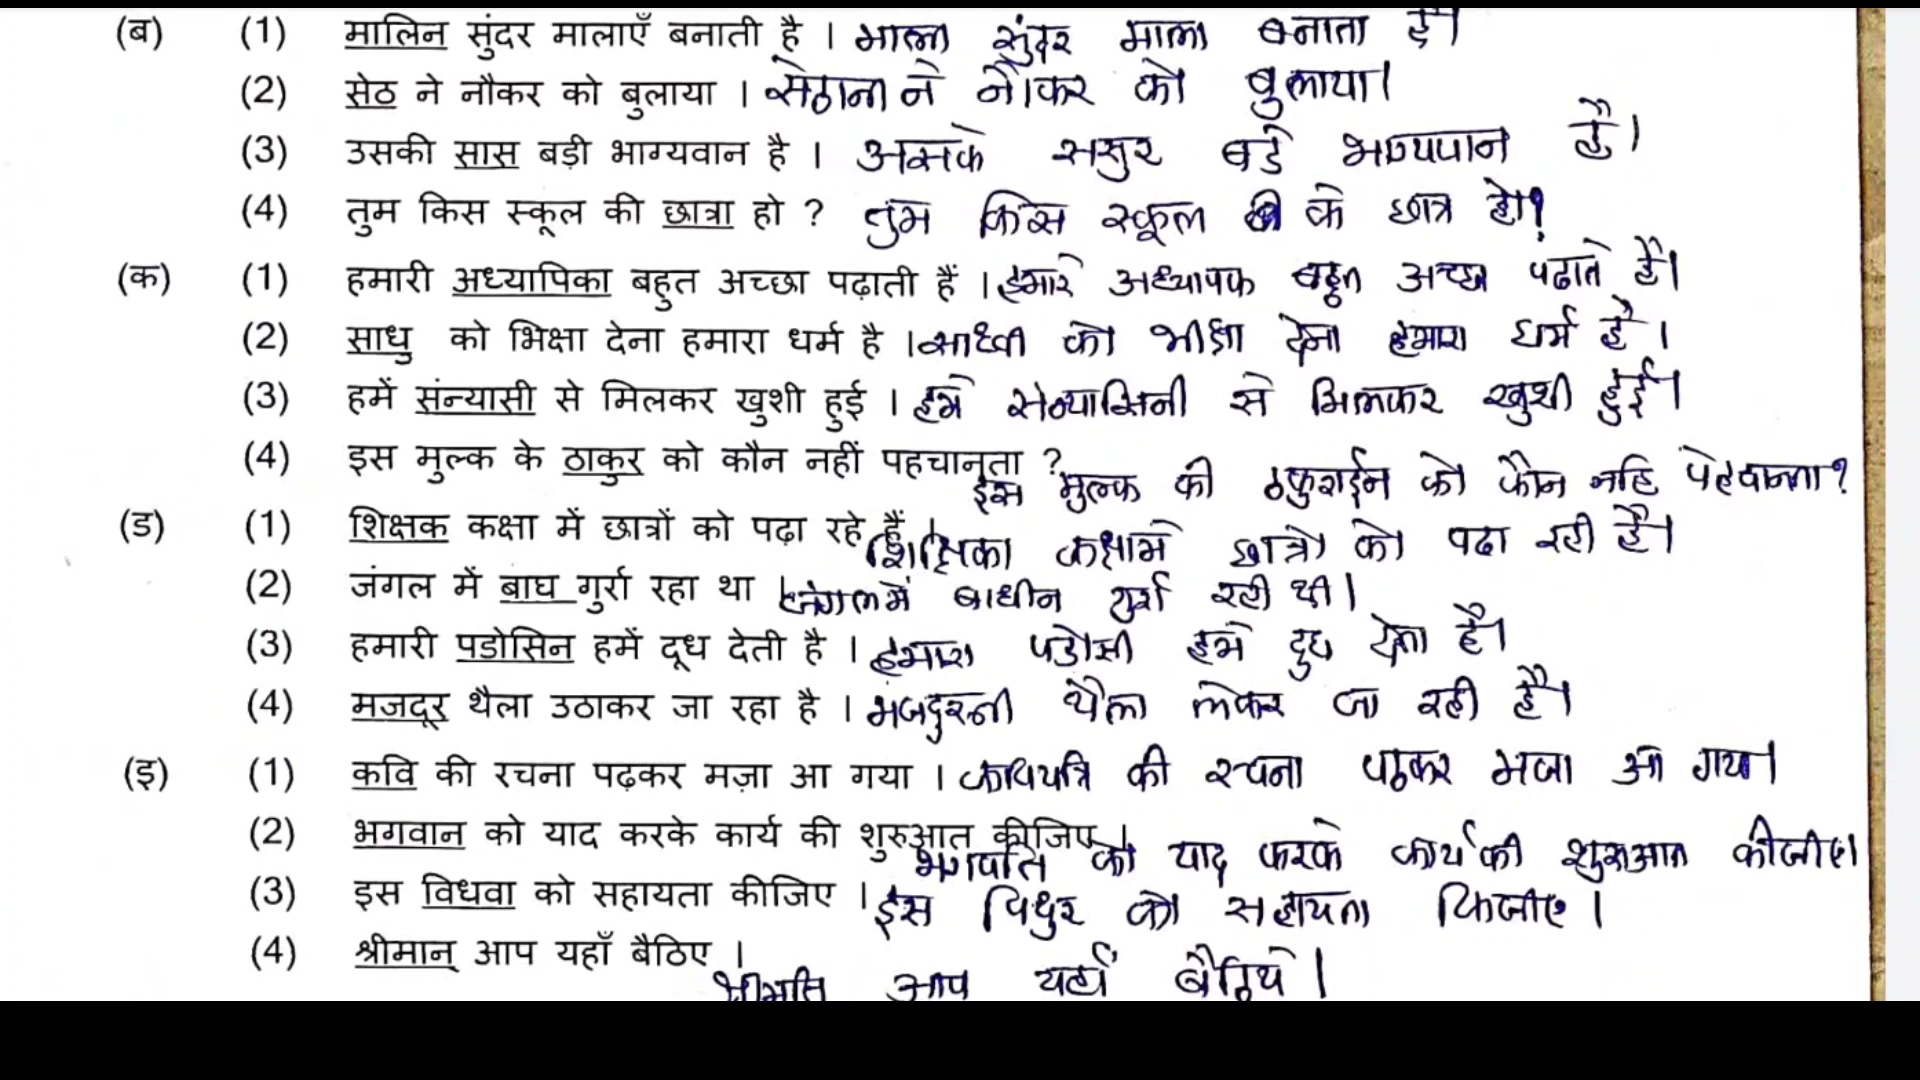 (ब) (1) मालिन सुंदर मालाएँ बनाती है । माली सुंदर माला बनाता है।
(2) सेठ ने नौकर को बुलाया । सेठानी ने नौकर को बुलाया।
(3) उसकी सास बड़ी भाग्यवान है । उसके ससुर बडे भाग्यवान है।
(4) तुम किस स्कूल की छात्रा हो ? तुम किस स्कूल के छात्र हो?
(क) (1) हमारी अध्यापिका बहुत अच्छा पढ़ाती हैं । हमारे अध्यापक बहुत अच्छा पढाते है।
(2) साधु को भिक्षा देना हमारा धर्म है । साध्वी को भीक्षा देना हमारा धर्म है ।
(3) हमें संन्यासी से मिलकर खुशी हुई । हमे सन्यासिनी से मिलकर खुशी हुई।
(4) इस मुल्क के ठाकुर को कौन नहीं पहचानता ?
इस मुल्क की ठकुराईन को कौन नहि पेहचानता?
(ड) (1) शिक्षक कक्षा में छात्रों को पढ़ा रहे हैं । शिक्षिका कक्षामे छात्रो को पढा रही है।
(2) जंगल में बाघ गुर्रा रहा था । जंगलमें बाघीन गुर्रा रही थी।
(3) हमारी पडोसिन हमें दूध देती है । हमारा पडोसी हमे दुध देता है।
(4) मजदूर थैला उठाकर जा रहा है । मजदुरनी थैला लेकर जा रही है।
(इ) (1) कवि की रचना पढ़कर मज़ा आ गया । कवियत्रि की रचना पढकर मजा आ गया।
(2) भगवान को याद करके कार्य की शुरुआत कीजिए ।
भगवति को याद करके कार्य की शुरुआत कीजीए।
(3) इस विधवा को सहायता कीजिए । इस विधुर को सहायता किजीए ।
(4) श्रीमान् आप यहाँ बैठिए ।
श्रीमति आप यहाँ बैठिये ।